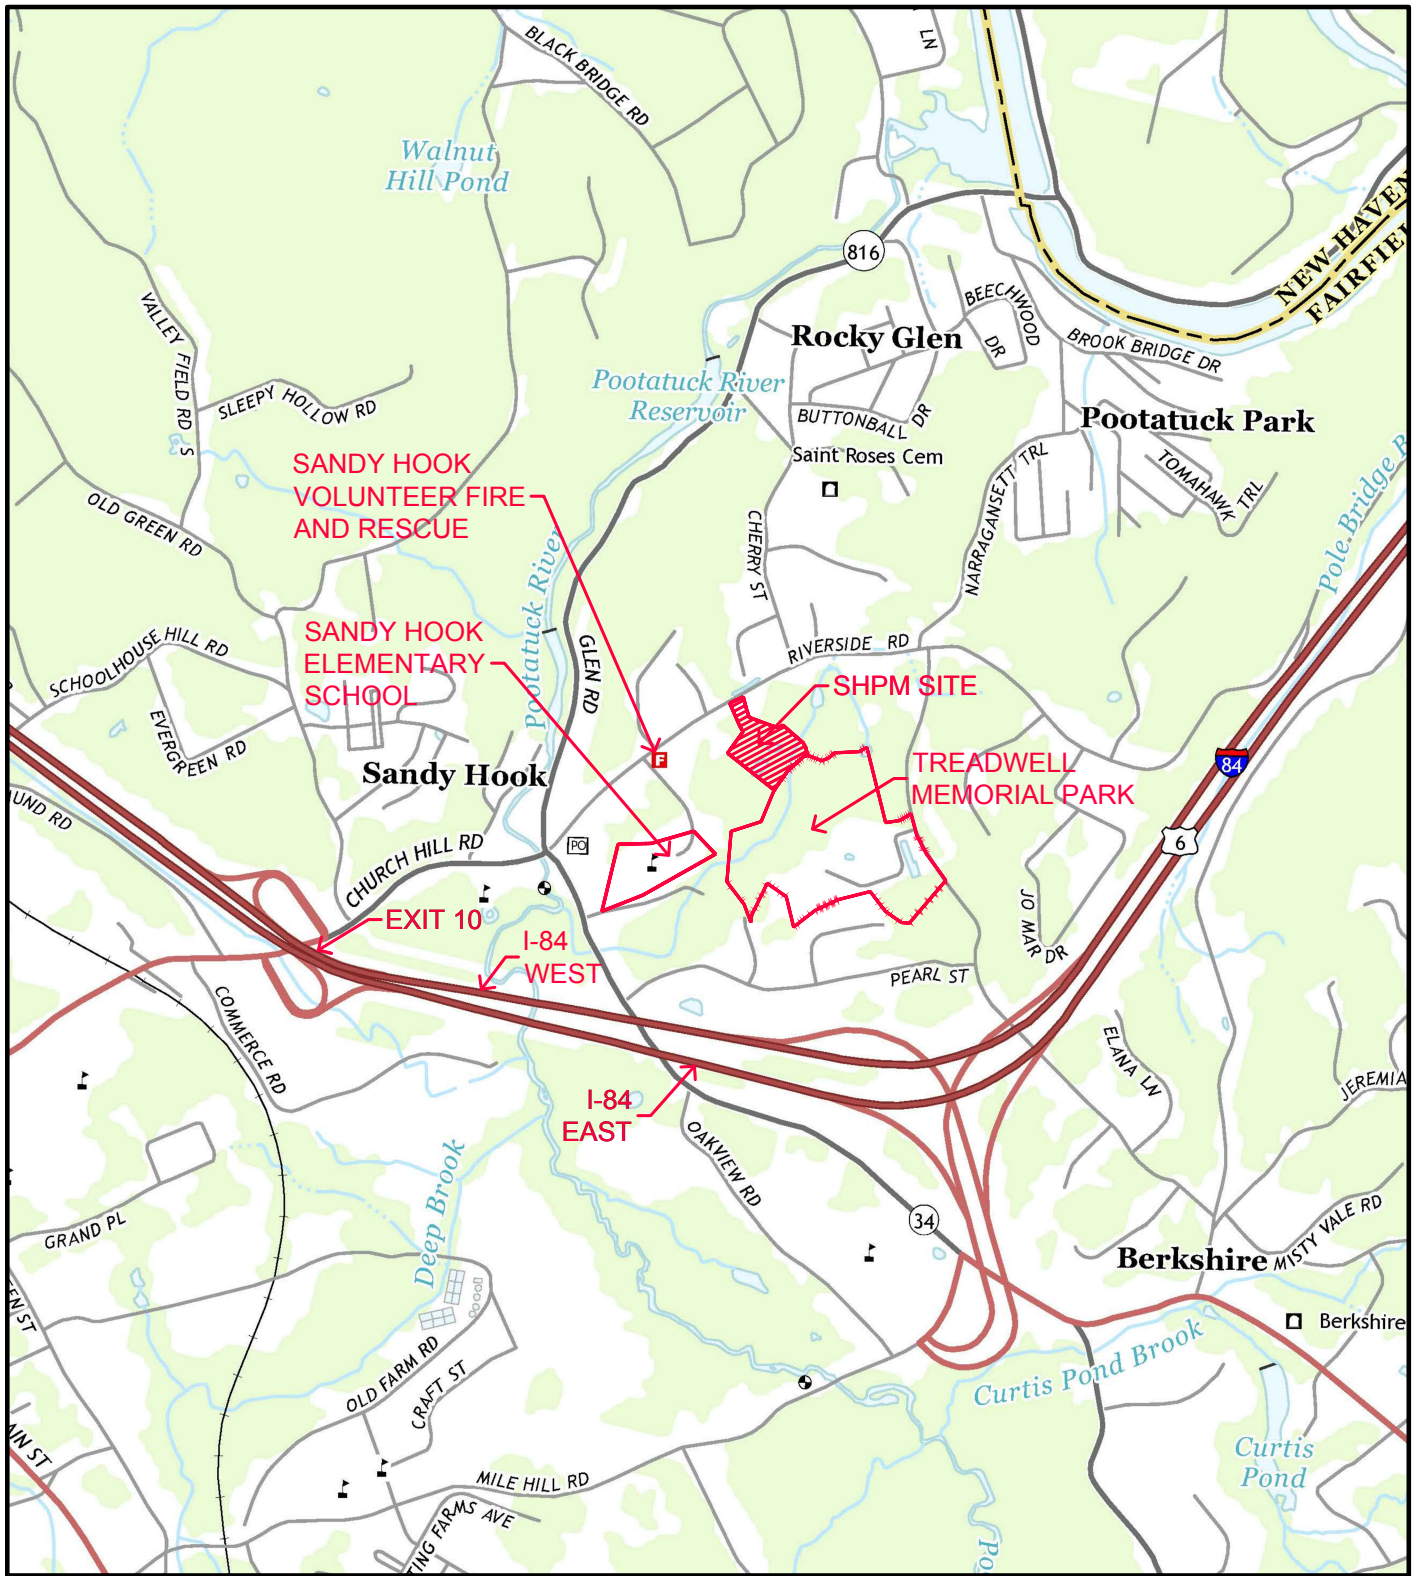 LN
BLACK BRIDGE RD
Walnut
Hill Pond
NEW HAVEN
816
VALLEY FIELD RD S
BEECHWOOD
DR
Rocky Glen
BROOK BRIDGE DR
Pootatuck River
Reservoir
SLEEPY HOLLOW RD
BUTTONBALL DR
Pootatuck Park
Saint Roses Cem
SANDY HOOK
VOLUNTEER FIRE
AND RESCUE
NARRAGANSETT TRL
TOMAHAWK TRL
OLD GREEN RD
CHERRY ST
Pole Bridge
Pootatuck River
SANDY HOOK
ELEMENTARY
SCHOOL
SCHOOLHOUSE HILL RD
GLEN RD
RIVERSIDE RD
SHPM SITE
EVERGREEN RD
F
Sandy Hook
TREADWELL
MEMORIAL PARK
84
6
CHURCH HILL RD
PO
EXIT 10
I-84
WEST
JO MAR DR
PEARL ST
COMMERCE RD
ELANA LN
I-84
EAST
OAKVIEW RD
Deep Brook
GRAND PL
34
MISTY VALE RD
Berkshire
Berkshire
Curtis Pond Brook
OLD FARM RD
CRAFT ST
Curtis
Pond
MILE HILL RD
FARMS AVE